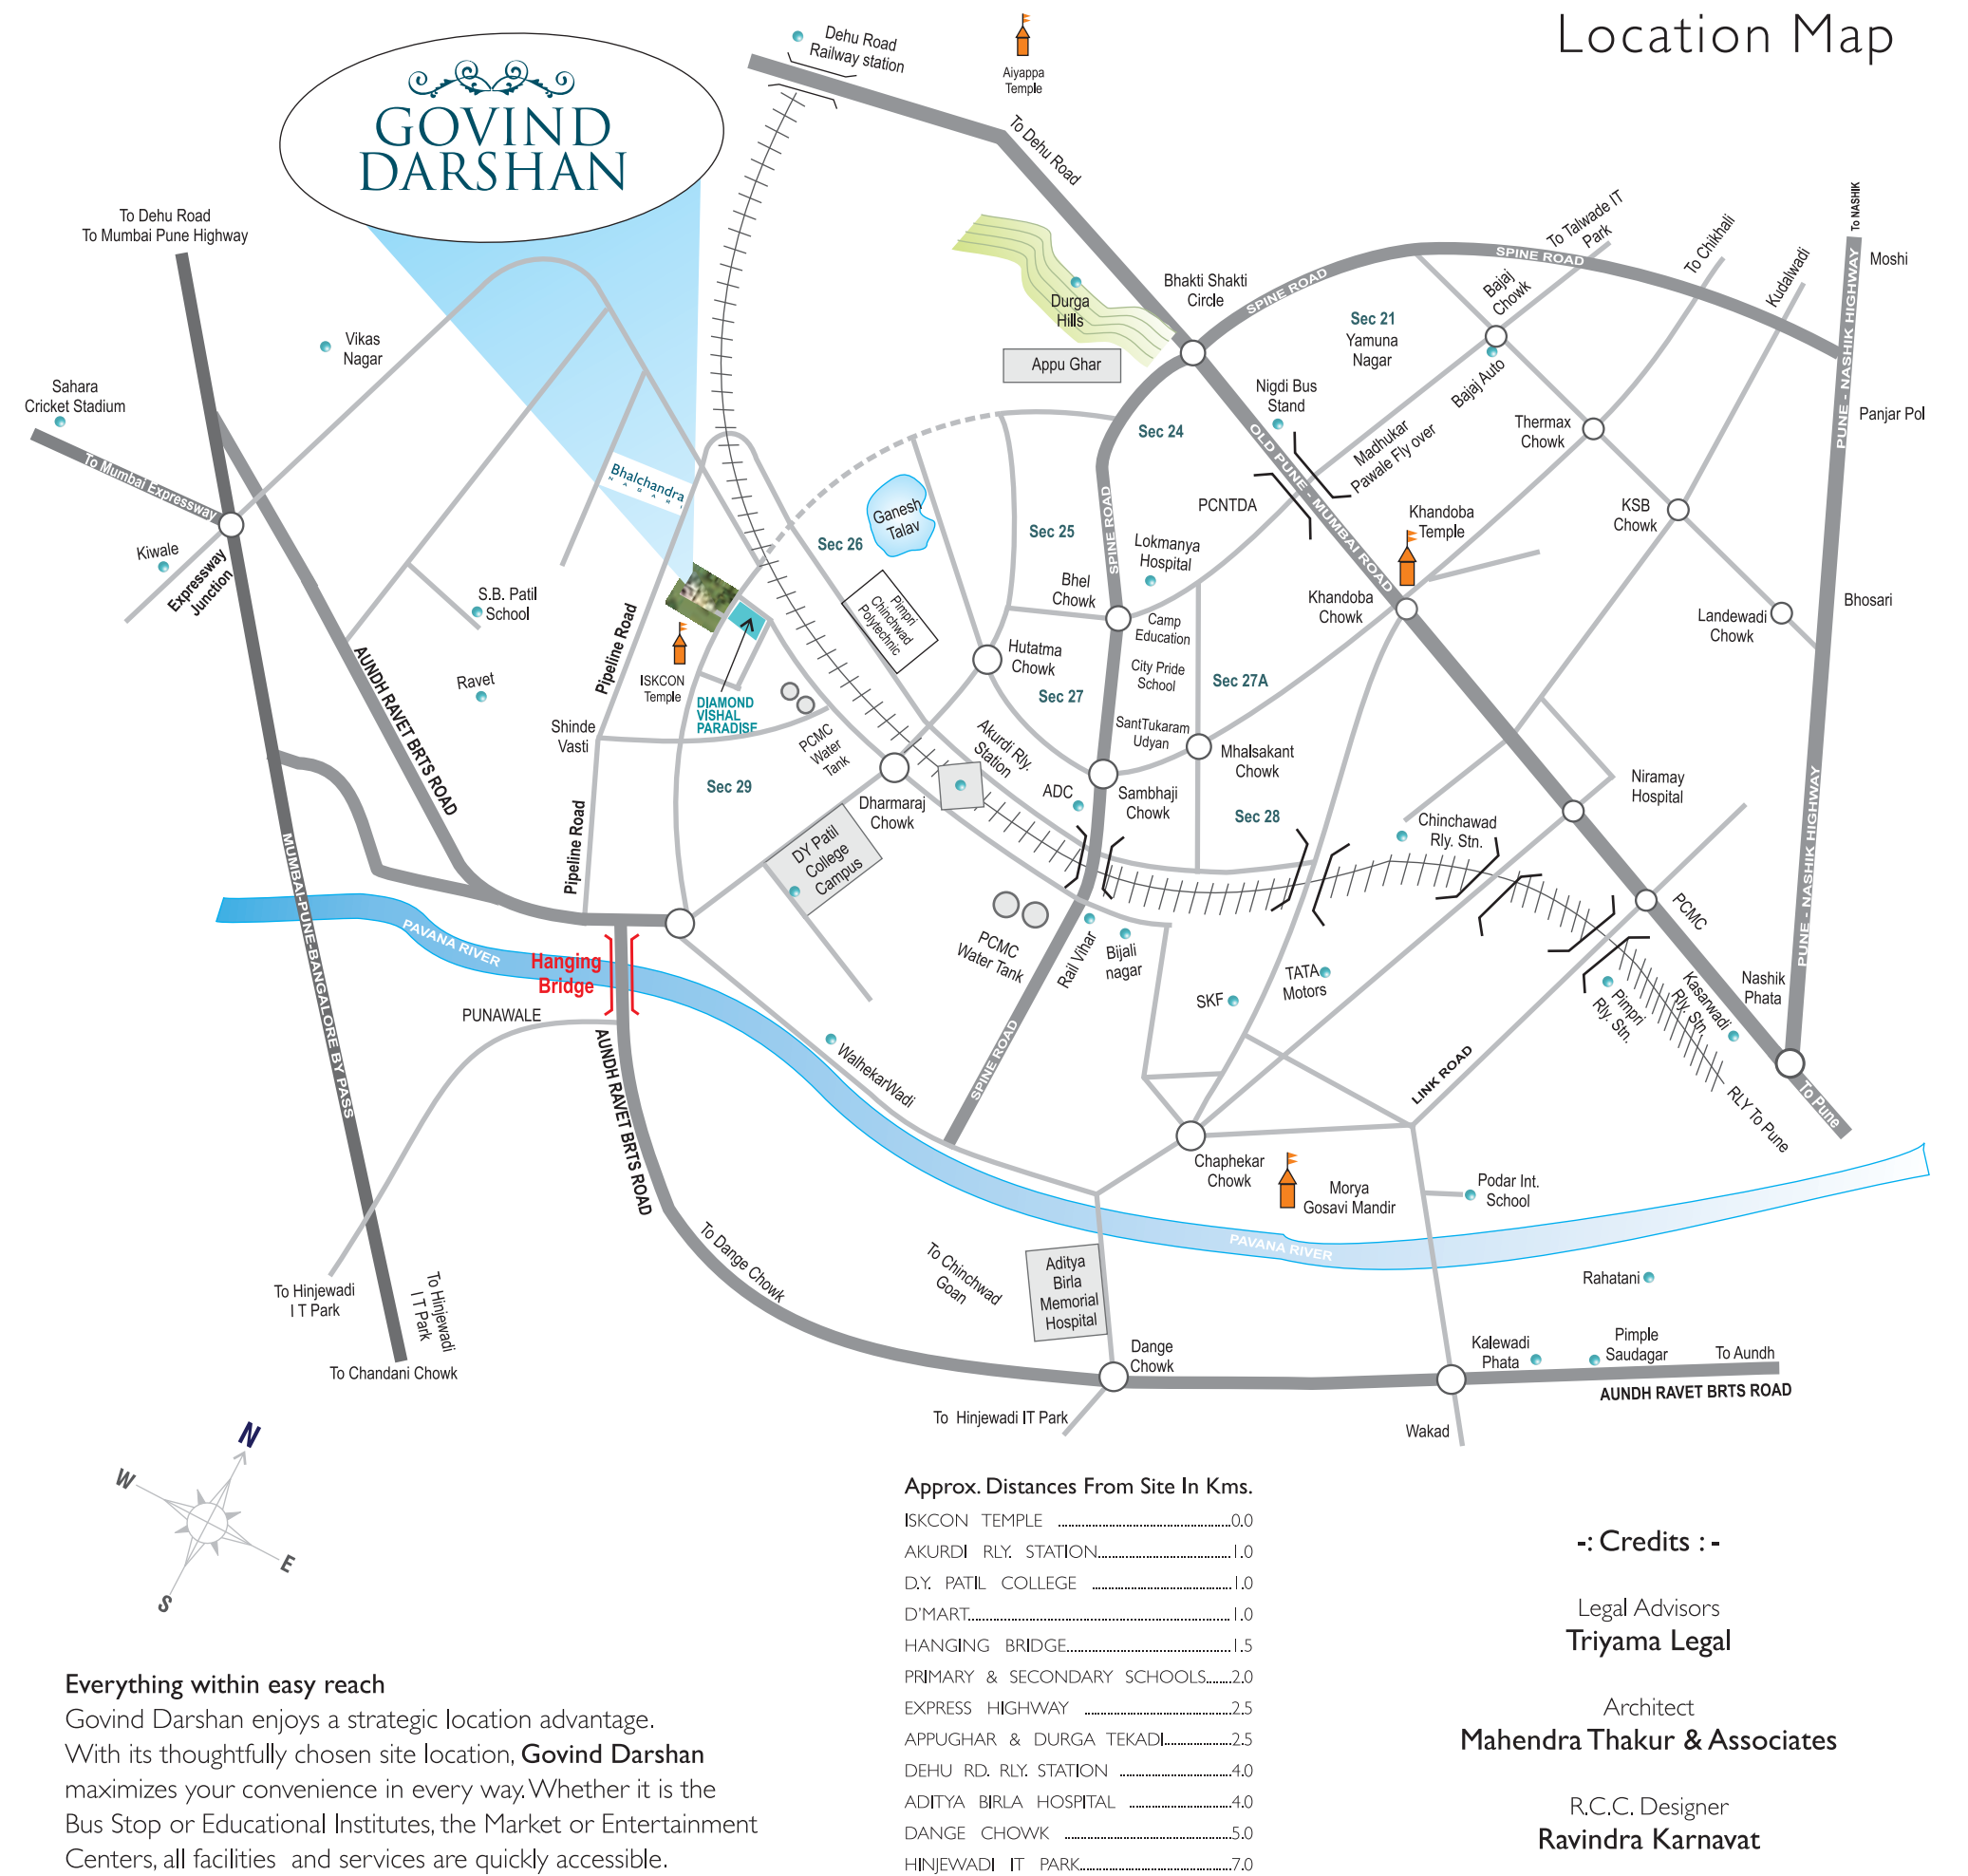 Location Map
GOVIND
DARSHAN
Dehu Road
Railway station
Aiyappa
Temple
To Dehu Road
To Dehu Road
To Mumbai Pune Highway
Vikas
Nagar
Sahara
Cricket Stadium
To Mumbai Expressway
Kiwale
Expressway
Junction
S.B. Patil
School
Ravet
AUNDH RAVET BRTS ROAD
Bhalchandra
NAGARI
Pipeline Road
ISKCON
Temple
DIAMOND
VISHAL
PARADISE
Shinde
Vasti
Pipeline Road
Sec 29
PCMC
Water
Tank
Durga
Hills
Appu Ghar
Bhakti Shakti
Circle
SPINE ROAD
SPINE ROAD
To Talwade IT
Park
To Chikhali
Kudalwadi
To NASHIK
PUNE - NASHIK HIGHWAY
Moshi
Panjar Pol
Bhosari
Sec 21
Yamuna
Nagar
Bajaj
Chowk
Bajaj Auto
Nigdi Bus
Stand
Madhukar
Pawale Fly over
Thermax
Chowk
KSB
Chowk
Landewadi
Chowk
OLD PUNE - MUMBAI ROAD
PCNTDA
Khandoba
Temple
Khandoba
Chowk
Sec 24
SPINE ROAD
Ganesh
Talav
Sec 26
Sec 25
Pimpri
Chinchwad
Polytechnic
Lokmanya
Hospital
Bhel
Chowk
Camp
Education
City Pride
School
Sec 27A
Hutatma
Chowk
Sec 27
SantTukaram
Udyan
Mhalsakant
Chowk
Akurdi Rly.
Station
ADC
Sambhaji
Chowk
Sec 28
Dharmaraj
Chowk
DY Patil
College
Campus
Chinchawad
Rly. Stn.
Niramay
Hospital
PUNE - NASHIK HIGHWAY
PCMC
Nashik
Phata
Kasarwadi
Rly. Stn.
Pimpri
Rly. Stn.
To Pune
RLY To Pune
PCMC
Water Tank
Rail Vihar
Bijali
nagar
SKF
TATA
Motors
LINK ROAD
SPINE ROAD
WalhekarWadi
PAVANA RIVER
Hanging
Bridge
PUNAWALE
MUMBAI-PUNE-BANGALORE BY PASS
AUNDH RAVET BRTS ROAD
Chaphekar
Chowk
Morya
Gosavi Mandir
Podar Int.
School
PAVANA RIVER
Rahatani
To Dange Chowk
To Chinchwad
Goan
Aditya
Birla
Memorial
Hospital
Dange
Chowk
Kalewadi
Phata
Pimple
Saudagar
To Aundh
AUNDH RAVET BRTS ROAD
To Hinjewadi
I T Park
To Hinjewadi
I T Park
To Chandani Chowk
To Hinjewadi IT Park
Wakad
N
W
E
S
Everything within easy reach
Govind Darshan enjoys a strategic location advantage.
With its thoughtfully chosen site location, Govind Darshan
maximizes your convenience in every way. Whether it is the
Bus Stop or Educational Institutes, the Market or Entertainment
Centers, all facilities and services are quickly accessible.
Approx. Distances From Site In Kms.
ISKCON TEMPLE ........ 0.0
AKURDI RLY. STATION ........ 1.0
D.Y. PATIL COLLEGE ........ 1.0
D'MART ........ 1.0
HANGING BRIDGE ........ 1.5
PRIMARY & SECONDARY SCHOOLS ........ 2.0
EXPRESS HIGHWAY ........ 2.5
APPUGHAR & DURGA TEKADI ........ 2.5
DEHU RD. RLY. STATION ........ 4.0
ADITYA BIRLA HOSPITAL ........ 4.0
DANGE CHOWK ........ 5.0
HINJEWADI IT PARK ........ 7.0
-: Credits : -
Legal Advisors
Triyama Legal
Architect
Mahendra Thakur & Associates
R.C.C. Designer
Ravindra Karnavat